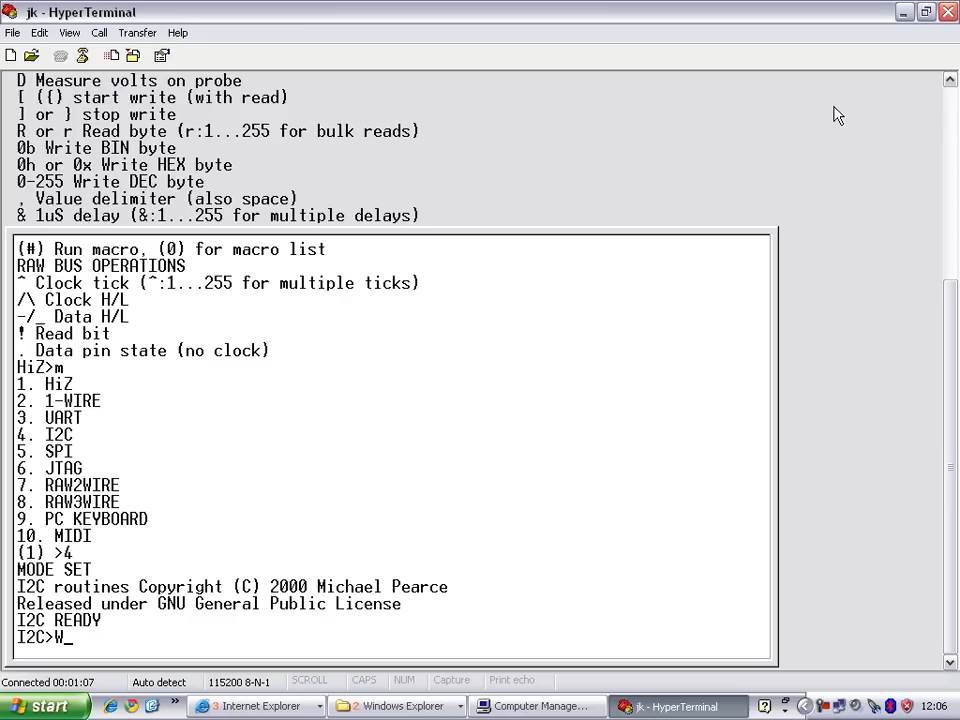 jk - HyperTerminal
File Edit View Call Transfer Help
D Measure volts on probe
[ ({) start write (with read)
] or } stop write
R or r Read byte (r:1...255 for bulk reads)
0b Write BIN byte
0h or 0x Write HEX byte
0-255 Write DEC byte
, Value delimiter (also space)
& 1uS delay (&:1...255 for multiple delays)
(#) Run macro, (0) for macro list
RAW BUS OPERATIONS
^ Clock tick (^:1...255 for multiple ticks)
/\ Clock H/L
-/_ Data H/L
! Read bit
. Data pin state (no clock)
HiZ>m
1. HiZ
2. 1-WIRE
3. UART
4. I2C
5. SPI
6. JTAG
7. RAW2WIRE
8. RAW3WIRE
9. PC KEYBOARD
10. MIDI
(1) >4
MODE SET
I2C routines Copyright (C) 2000 Michael Pearce
Released under GNU General Public License
I2C READY
I2C>W_
Connected 00:01:07 Auto detect 115200 8-N-1 SCROLL CAPS NUM Capture Print echo
start » 3 Internet Explorer 2 Windows Explorer Computer Manage... jk - HyperTerminal 12:06